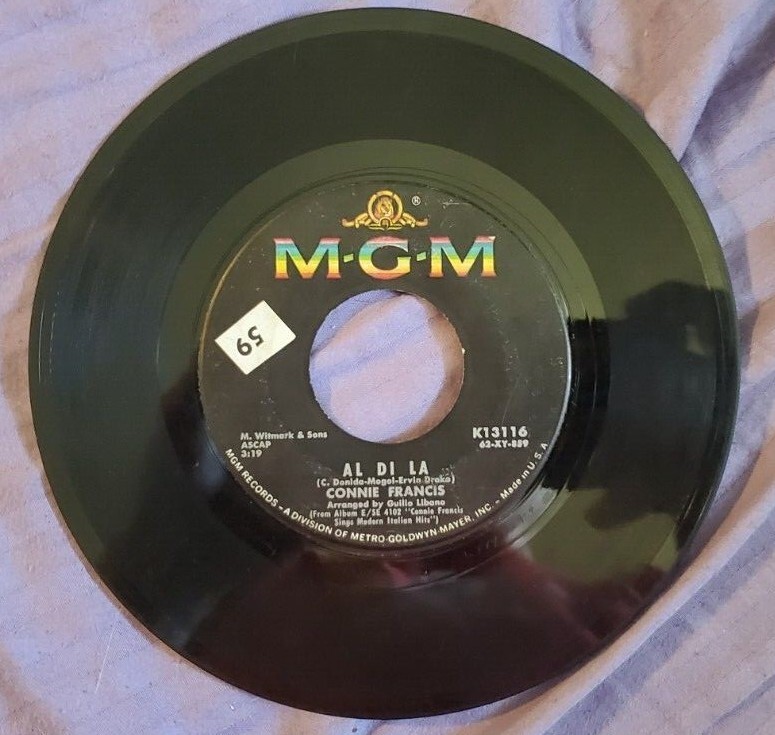 ®
M-G-M
59
M. Witmark & Sons
ASCAP
3:19
K13116
62-XY-889
AL DI LA
(C. Donida-Mogol-Ervin Drake)
CONNIE FRANCIS
Arranged by Guilio Libano
(From Album E/SE 4102 "Connie Francis
Sings Modern Italian Hits")
MGM RECORDS - A DIVISION OF METRO-GOLDWYN-MAYER, INC. - Made in U.S.A